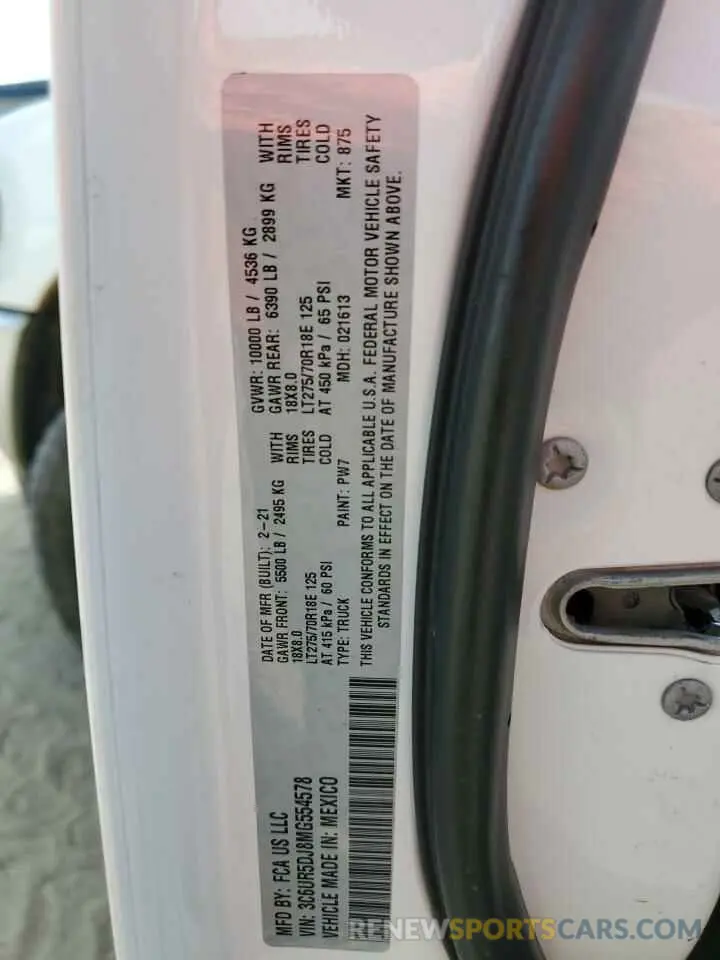 MFD BY: FCA US LLC
VIN: 3C6UR5DJ8MG554578
VEHICLE MADE IN: MEXICO
DATE OF MFR (BUILT): 2-21
GVWR: 10000 LB / 4536 KG
GAWR FRONT: 5500 LB / 2495 KG WITH
18X8.0 RIMS
LT275/70R18E 125 TIRES
AT 415 kPa / 60 PSI COLD
GAWR REAR: 6390 LB / 2899 KG WITH
18X8.0 RIMS
LT275/70R18E 125 TIRES
AT 450 kPa / 65 PSI COLD
TYPE: TRUCK PAINT: PW7 MDH: 021613 MKT: 875
THIS VEHICLE CONFORMS TO ALL APPLICABLE U.S.A. FEDERAL MOTOR VEHICLE SAFETY
STANDARDS IN EFFECT ON THE DATE OF MANUFACTURE SHOWN ABOVE.
RENEWSPORTSCARS.COM